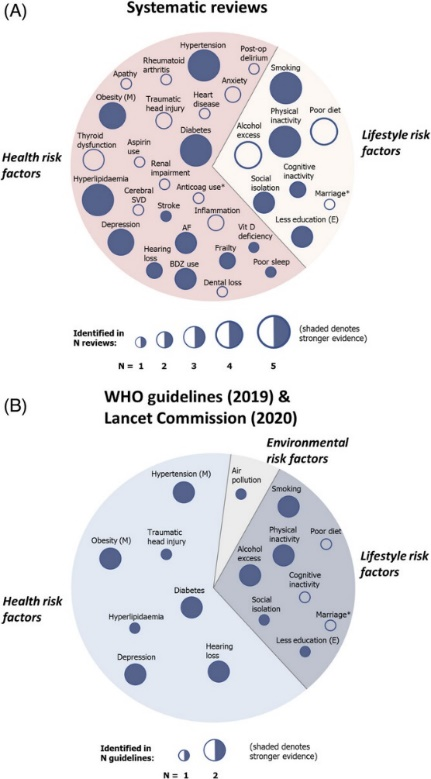 (A)
Systematic reviews
Hypertension
Post-op
delirium
Rheumatoid
arthritis
Apathy
Anxiety
Smoking
Obesity (M)
Traumatic
head injury
Heart
disease
Physical
inactivity
Poor diet
Thyroid
dysfunction
Aspirin
use
Diabetes
Alcohol
excess
Lifestyle risk
factors
Health risk
factors
Renal
impairment
Cognitive
inactivity
Social
isolation
Hyperlipidaemia
Cerebral
SVD
Anticoag use*
Marriage*
Stroke
Inflammation
Less education (E)
Depression
AF
Vit D
deficiency
Hearing
loss
BDZ use
Frailty
Poor sleep
Dental loss
Identified in
N reviews:
(shaded denotes
stronger evidence)
N = 1 2 3 4 5
(B)
WHO guidelines (2019) &
Lancet Commission (2020)
Environmental
risk factors
Air
pollution
Hypertension (M)
Smoking
Traumatic
head injury
Physical
inactivity
Poor diet
Obesity (M)
Alcohol
excess
Lifestyle risk
factors
Cognitive
inactivity
Diabetes
Health risk
factors
Social
isolation
Hyperlipidaemia
Marriage*
Less education (E)
Depression
Hearing
loss
Identified in
N guidelines:
(shaded denotes
stronger evidence)
N = 1 2